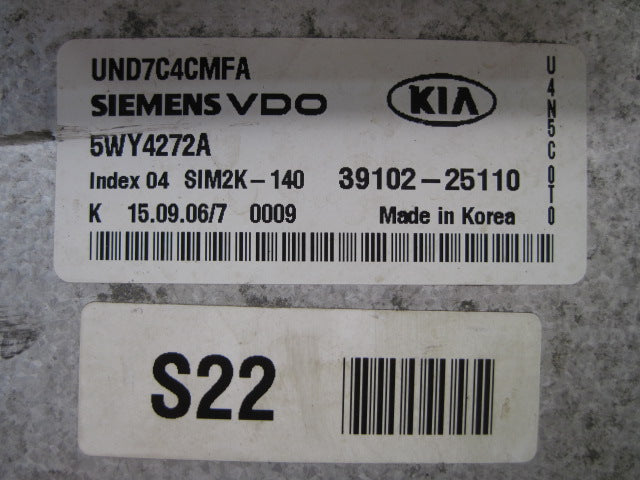 UND7C4CMFA
SIEMENS VDO
KIA
5WY4272A
Index 04 SIM2K-140 39102-25110
K 15.09.06/7 0009 Made in Korea
U4N5C0T0
S22